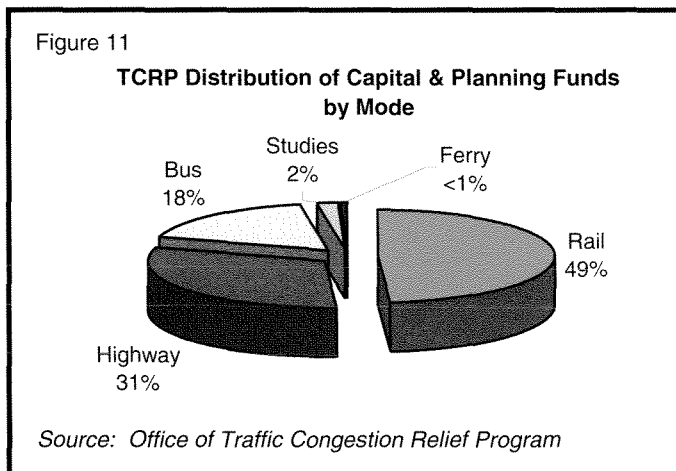 Figure 11
TCRP Distribution of Capital & Planning Funds
by Mode
Studies
2%
Ferry
<1%
Bus
18%
Rail
49%
Highway
31%
Source: Office of Traffic Congestion Relief Program